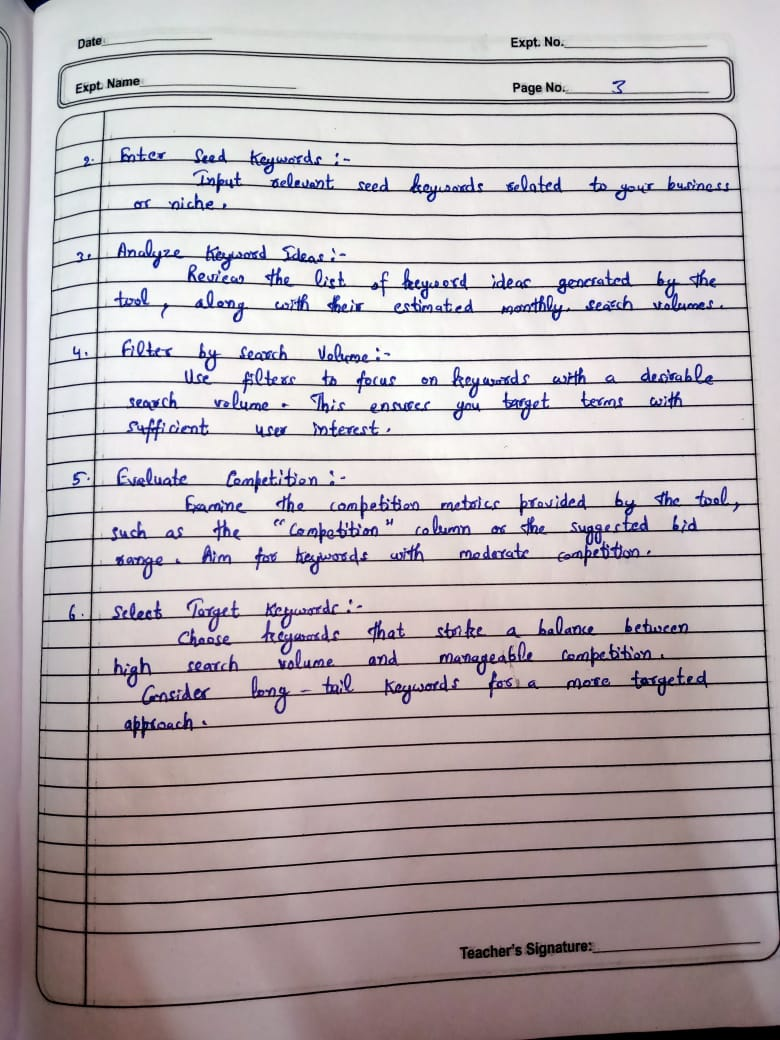 Date
Expt. No.
Expt. Name
Page No. 3
2. Enter Seed Keywords :-
Input relevant seed keywords related to your business
or niche.
3. Analyze Keyword Ideas :-
Review the list of keyword ideas generated by the
tool, along with their estimated monthly search volumes.
4. Filter by Search Volume :-
Use filters to focus on keywords with a desirable
search volume. This ensures you target terms with
sufficient user interest.
5. Evaluate Competition :-
Examine the competition metrics provided by the tool,
such as the "Competition" column or the suggested bid
range. Aim for keywords with moderate competition.
6. Select Target Keywords :-
Choose keywords that strike a balance between
high search volume and manageable competition.
Consider long - tail keywords for a more targeted
approach.
Teacher's Signature: